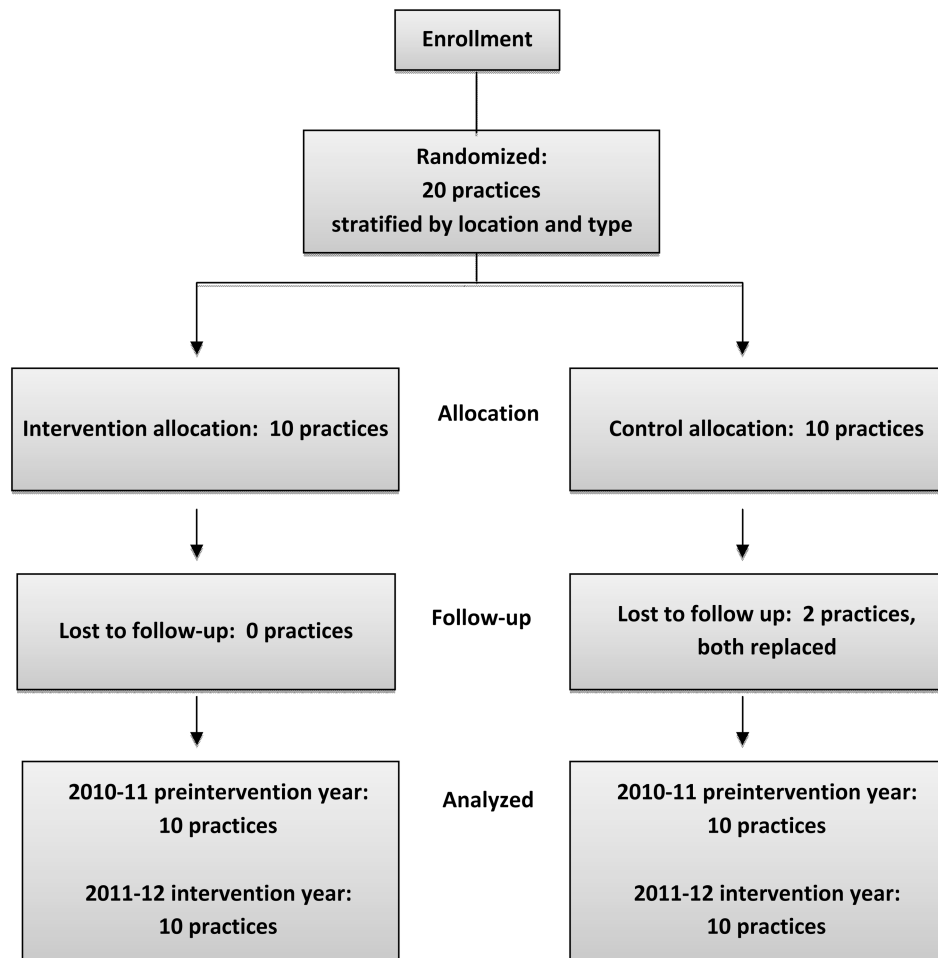 Enrollment
Randomized:
20 practices
stratified by location and type
Intervention allocation: 10 practices
Allocation
Control allocation: 10 practices
Lost to follow-up: 0 practices
Follow-up
Lost to follow up: 2 practices,
both replaced
2010-11 preintervention year:
10 practices
2011-12 intervention year:
10 practices
Analyzed
2010-11 preintervention year:
10 practices
2011-12 intervention year:
10 practices